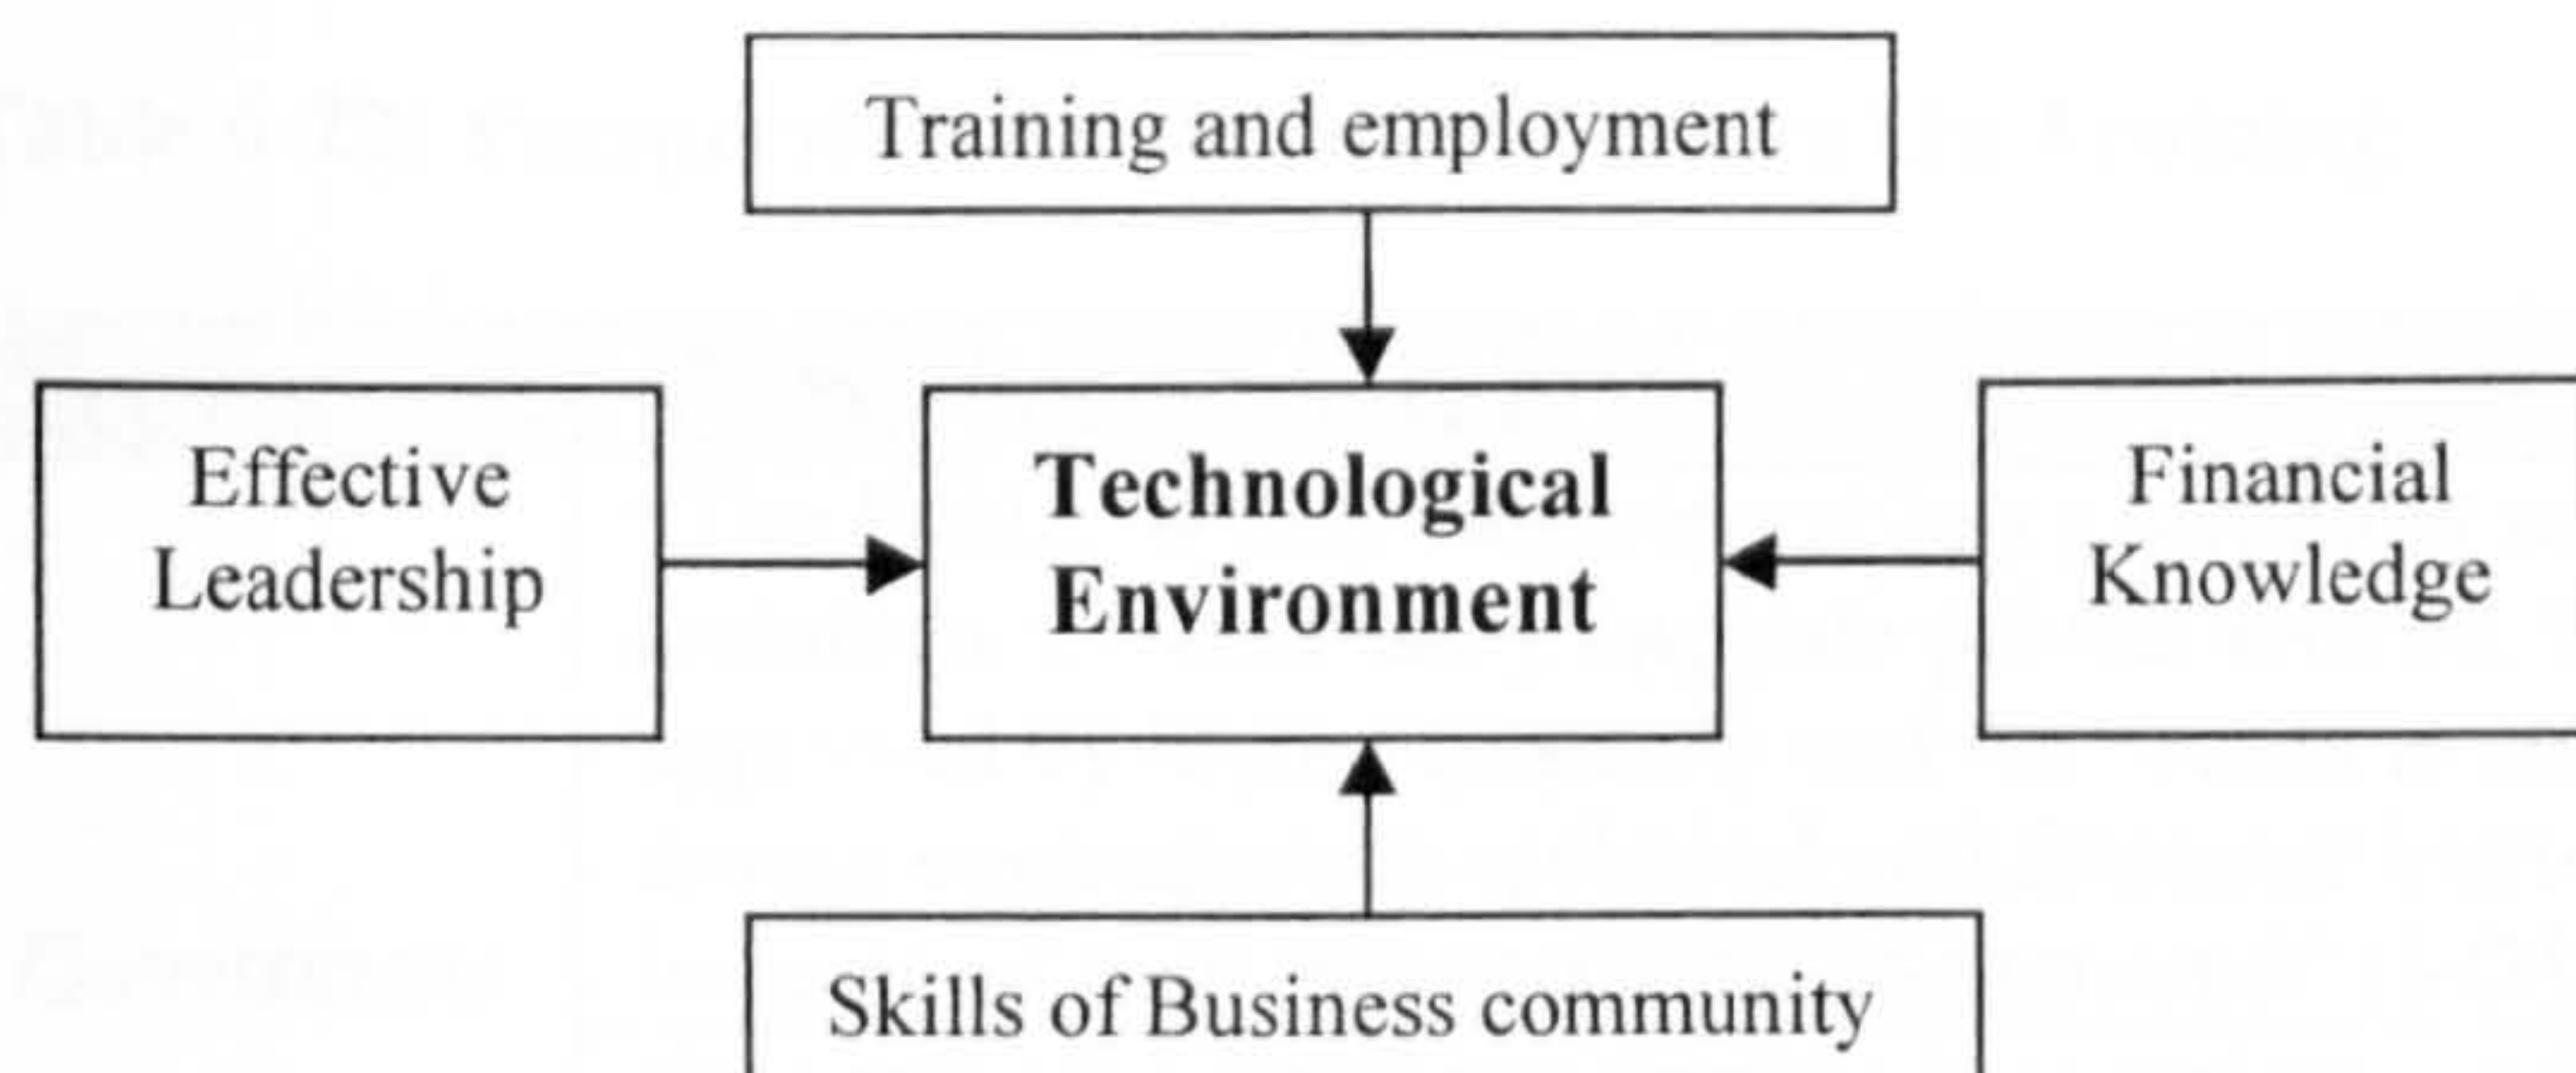 Training and employment
Effective
Leadership
Technological
Environment
Financial
Knowledge
Skills of Business community